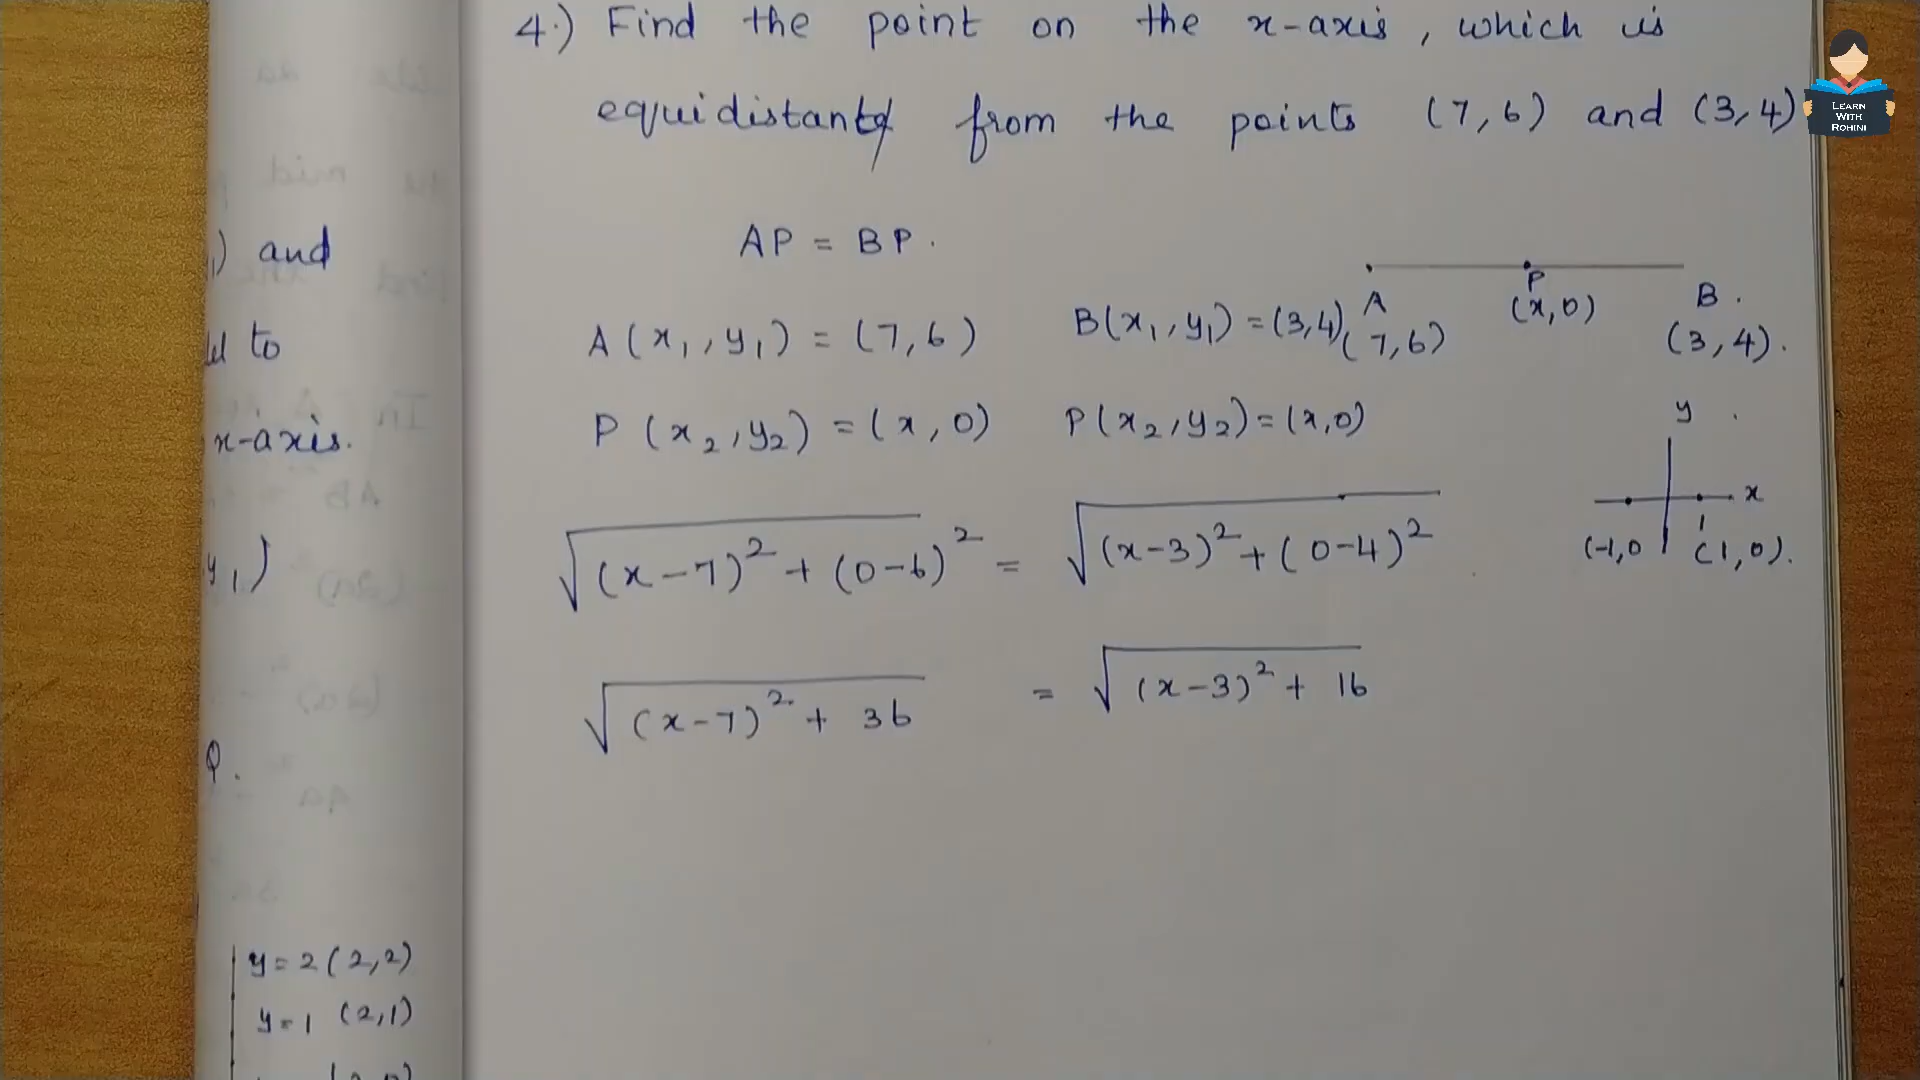 4.) Find the point on the x-axis, which is
equidistant from the points (7,6) and (3,4)
LEARN
WITH
ROHINI
AP = BP.
A(x₁,y₁) = (7,6)
B(x₁,y₁) = (3,4)
P(x₂,y₂) = (x,0)
P(x₂,y₂) = (x,0)
A
(7,6)
P
(x,0)
B.
(3,4).
y
x
(-1,0
1
(1,0).
√(x-7)²+(0-6)² = √(x-3)²+(0-4)²
√(x-7)²+36 = √(x-3)²+16
) and
to
x-axis.
y₁)
Q.
y=2(2,2)
y=1 (2,1)